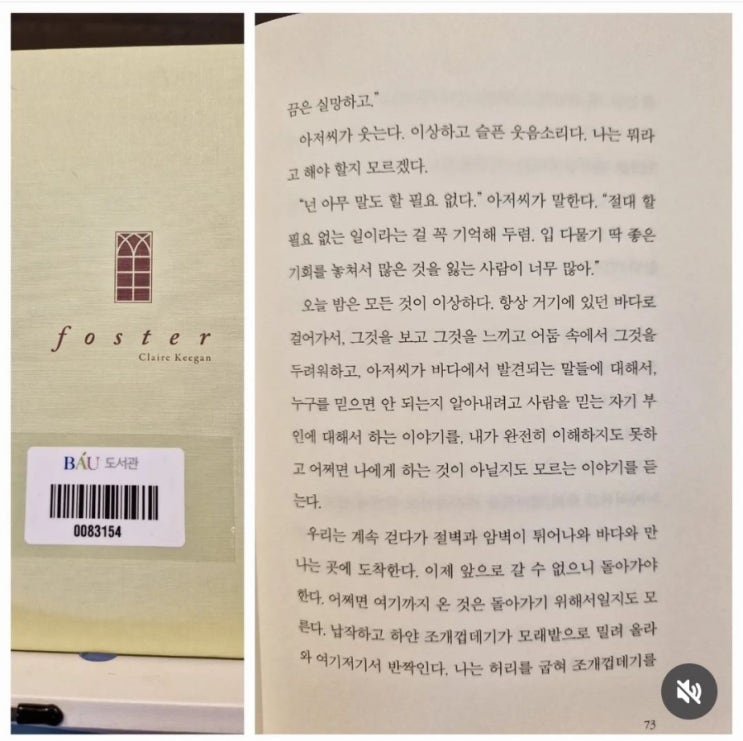 foster
Claire Keegan
BAU 도서관
0083154
끔은 실망하고."
아저씨가 웃는다. 이상하고 슬픈 웃음소리다. 나는 뭐라
고 해야 할지 모르겠다.
"넌 아무 말도 할 필요 없다." 아저씨가 말한다. "절대 할
필요 없는 일이라는 걸 꼭 기억해 두렴. 입 다물기 딱 좋은
기회를 놓쳐서 많은 것을 잃는 사람이 너무 많아."
오늘 밤은 모든 것이 이상하다. 항상 거기에 있던 바다로
걸어가서, 그것을 보고 그것을 느끼고 어둠 속에서 그것을
두려워하고, 아저씨가 바다에서 발견되는 말들에 대해서,
누구를 믿으면 안 되는지 알아내려고 사람을 믿는 자기 부
인에 대해서 하는 이야기를, 내가 완전히 이해하지도 못하
고 어쩌면 나에게 하는 것이 아닐지도 모르는 이야기를 듣
는다.
우리는 계속 걷다가 절벽과 암벽이 튀어나와 바다와 만
나는 곳에 도착한다. 이제 앞으로 갈 수 없으니 돌아가야
한다. 어쩌면 여기까지 온 것은 돌아가기 위해서일지도 모
른다. 납작하고 하얀 조개껍데기가 모래밭으로 밀려 올라
와 여기저기서 반짝인다. 나는 허리를 굽혀 조개껍데기를
73